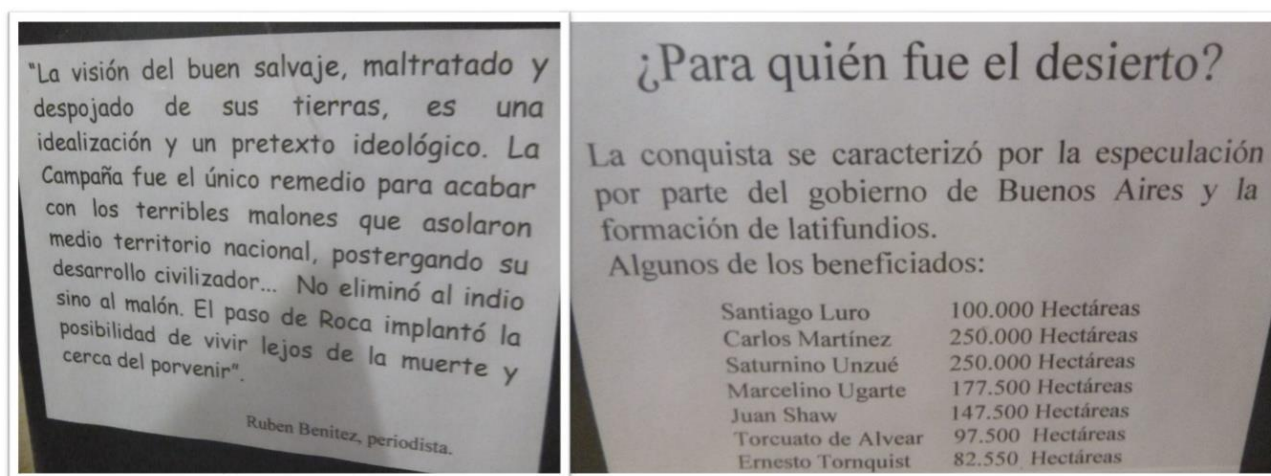 "La visión del buen salvaje, maltratado y
despojado de sus tierras, es una
idealización y un pretexto ideológico. La
Campaña fue el único remedio para acabar
con los terribles malones que asolaron
medio territorio nacional, postergando su
desarrollo civilizador... No eliminó al indio
sino al malón. El paso de Roca implantó la
posibilidad de vivir lejos de la muerte y
cerca del porvenir".
Ruben Benitez, periodista.
¿Para quién fue el desierto?
La conquista se caracterizó por la especulación
por parte del gobierno de Buenos Aires y la
formación de latifundios.
Algunos de los beneficiados:
Santiago Luro 100.000 Hectáreas
Carlos Martínez 250.000 Hectáreas
Saturnino Unzué 250.000 Hectáreas
Marcelino Ugarte 177.500 Hectáreas
Juan Shaw 147.500 Hectáreas
Torcuato de Alvear 97.500 Hectáreas
Ernesto Tornquist 82.550 Hectáreas